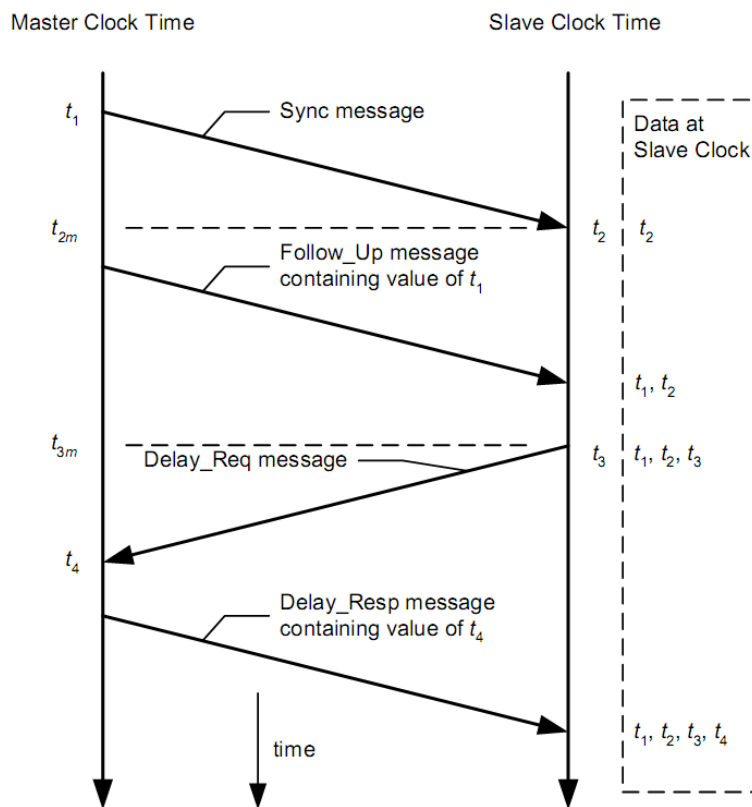 Master Clock Time
Slave Clock Time
t1
Sync message
Data at
Slave Clock
t2m
t2
t2
Follow_Up message
containing value of t1
t1, t2
t3m
Delay_Req message
t3
t1, t2, t3
t4
Delay_Resp message
containing value of t4
t1, t2, t3, t4
time